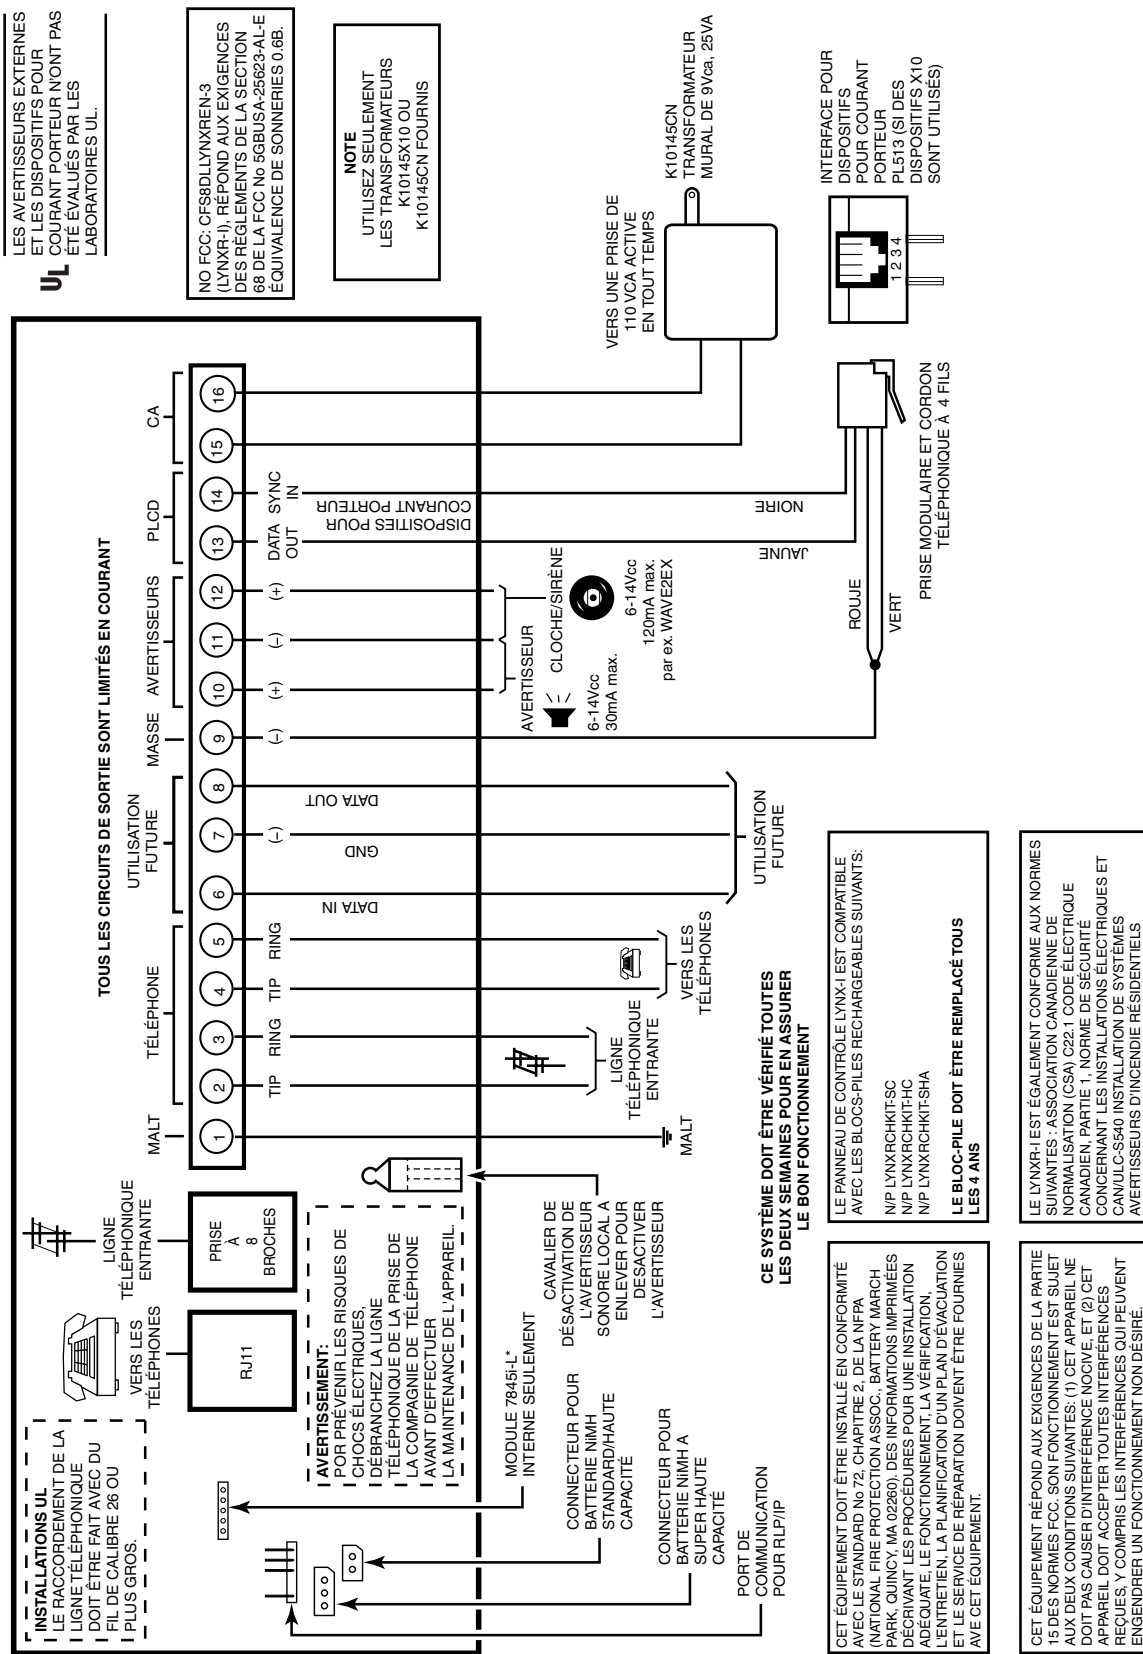 INSTALLATIONS UL
LE RACCORDEMENT DE LA
LIGNE TÉLÉPHONIQUE
DOIT ÊTRE FAIT AVEC DU
FIL DE CALIBRE 26 OU
PLUS GROS.
VERS LES
TÉLÉPHONES
RJ11
LIGNE
TÉLÉPHONIQUE
ENTRANTE
PRISE
À
8
BROCHES
AVERTISSEMENT:
POR PRÉVENIR LES RISQUES DE
CHOCS ÉLECTRIQUES,
DÉBRANCHEZ LA LIGNE
TÉLÉPHONIQUE DE LA PRISE DE
LA COMPAGNIE DE TÉLÉPHONE
AVANT D'EFFECTUER
LA MAINTENANCE DE L'APPAREIL.
MODULE 7845i-L*
INTERNE SEULEMENT
CONNECTEUR POUR
BATTERIE NIMH
STANDARD/HAUTE
CAPACITÉ
CONNECTEUR POUR
BATTERIE NiMH A
SUPER HAUTE
CAPACITÉ
PORT DE
COMMUNICATION
POUR RLP/IP
CAVALIER DE
DÉSACTIVATION DE
L'AVERTISSEUR
SONORE LOCAL A
ENLEVER POUR
DESACTIVER
L'AVERTISSEUR
TOUS LES CIRCUITS DE SORTIE SONT LIMITÉS EN COURANT
MALT
TÉLÉPHONE
UTILISATION
FUTURE
MASSE
AVERTISSEURS
PLCD
CA
1
2
3
4
5
6
7
8
9
10
11
12
13
14
15
16
TIP
RING
TIP
RING
DATA IN
(–)
GND
DATA OUT
(–)
(+)
(–)
(+)
DATA
OUT
SYNC
IN
DISPOSITIES POUR
COURANT PORTEUR
MALT
LIGNE
TÉLÉPHONIQUE
ENTRANTE
VERS LES
TÉLÉPHONES
UTILISATION
FUTURE
AVERTISSEUR
6-14Vcc
30mA max.
CLOCHE/SIRÈNE
6-14Vcc
120mA max.
par ex. WAVE2EX
JAUNE
NOIRE
ROUJE
VERT
PRISE MODULAIRE ET CORDON
TÉLÉPHONIQUE À 4 FILS
VERS UNE PRISE DE
110 VCA ACTIVE
EN TOUT TEMPS
K10145CN
TRANSFORMATEUR
MURAL DE 9Vca, 25VA
INTERFACE POUR
DISPOSITIFS
POUR COURANT
PORTEUR
PL513 (SI DES
DISPOSITIFS X10
SONT UTILISÉS)
1 2 3 4
UL
LES AVERTISSEURS EXTERNES
ET LES DISPOSITIFS POUR
COURANT PORTEUR N'ONT PAS
ÉTÉ ÉVALUÉS PAR LES
LABORATOIRES UL.
NO FCC: CFS8DLLYNXREN-3
(LYNXR-I), RÉPOND AUX EXIGENCES
DES RÈGLEMENTS DE LA SECTION
68 DE LA FCC No 5GBUSA-25623-AL-E
ÉQUIVALENCE DE SONNERIES 0.6B.
NOTE
UTILISEZ SEULEMENT
LES TRANSFORMATEURS
K10145X10 OU
K10145CN FOURNIS
CE SYSTÈME DOIT ÊTRE VÉRIFIÉ TOUTES
LES DEUX SEMAINES POUR EN ASSURER
LE BON FONCTIONNEMENT
CET ÉQUIPEMENT DOIT ÊTRE INSTALLÉ EN CONFORMITÉ
AVEC LE STANDARD No 72, CHAPITRE 2, DE LA NFPA
(NATIONAL FIRE PROTECTION ASSOC., BATTERY MARCH
PARK, QUINCY, MA 02260). DES INFORMATIONS IMPRIMÉES
DÉCRIVANT LES PROCÉDURES POUR UNE INSTALLATION
ADÉQUATE, LE FONCTIONNEMENT, LA VÉRIFICATION,
L'ENTRETIEN, LA PLANIFICATION D'UN PLAN D'ÉVACUATION
ET LE SERVICE DE RÉPARATION DOIVENT ÊTRE FOURNIES
AVE CET ÉQUIPEMENT.
LE PANNEAU DE CONTRÔLE LYNX-I EST COMPATIBLE
AVEC LES BLOCS-PILES RECHARGEABLES SUIVANTS:
N/P LYNXRCHKIT-SC
N/P LYNXRCHKIT-HC
N/P LYNXRCHKIT-SHA
LE BLOC-PILE DOIT ÈTRE REMPLACÉ TOUS
LES 4 ANS
CET ÉQUIPEMENT RÉPOND AUX EXIGENCES DE LA PARTIE
15 DES NORMES FCC. SON FONCTIONNEMENT EST SUJET
AUX DEUX CONDITIONS SUIVANTES: (1) CET APPAREIL NE
DOIT PAS CAUSER D'INTERFÉRENCE NOCIVE, ET (2) CET
APPAREIL DOIT ACCEPTER TOUTES INTERFÉRENCES
REÇUES, Y COMPRIS LES INTERFÉRENCES QUI PEUVENT
ENGENDRER UN FONCTIONNEMENT NON DÉSIRÉ.
LE LYNXR-I EST ÉGALEMENT CONFORME AUX NORMES
SUIVANTES : ASSOCIATION CANADIENNE DE
NORMALISATION (CSA) C22.1 CODE ÉLECTRIQUE
CANADIEN, PARTIE 1, NORME DE SÉCURITÉ
CONCERNANT LES INSTALLATIONS ÉLECTRIQUES ET
CAN/ULC-S540 INSTALLATION DE SYSTÈMES
AVERTISSEURS D'INCENDIE RÉSIDENTIELS